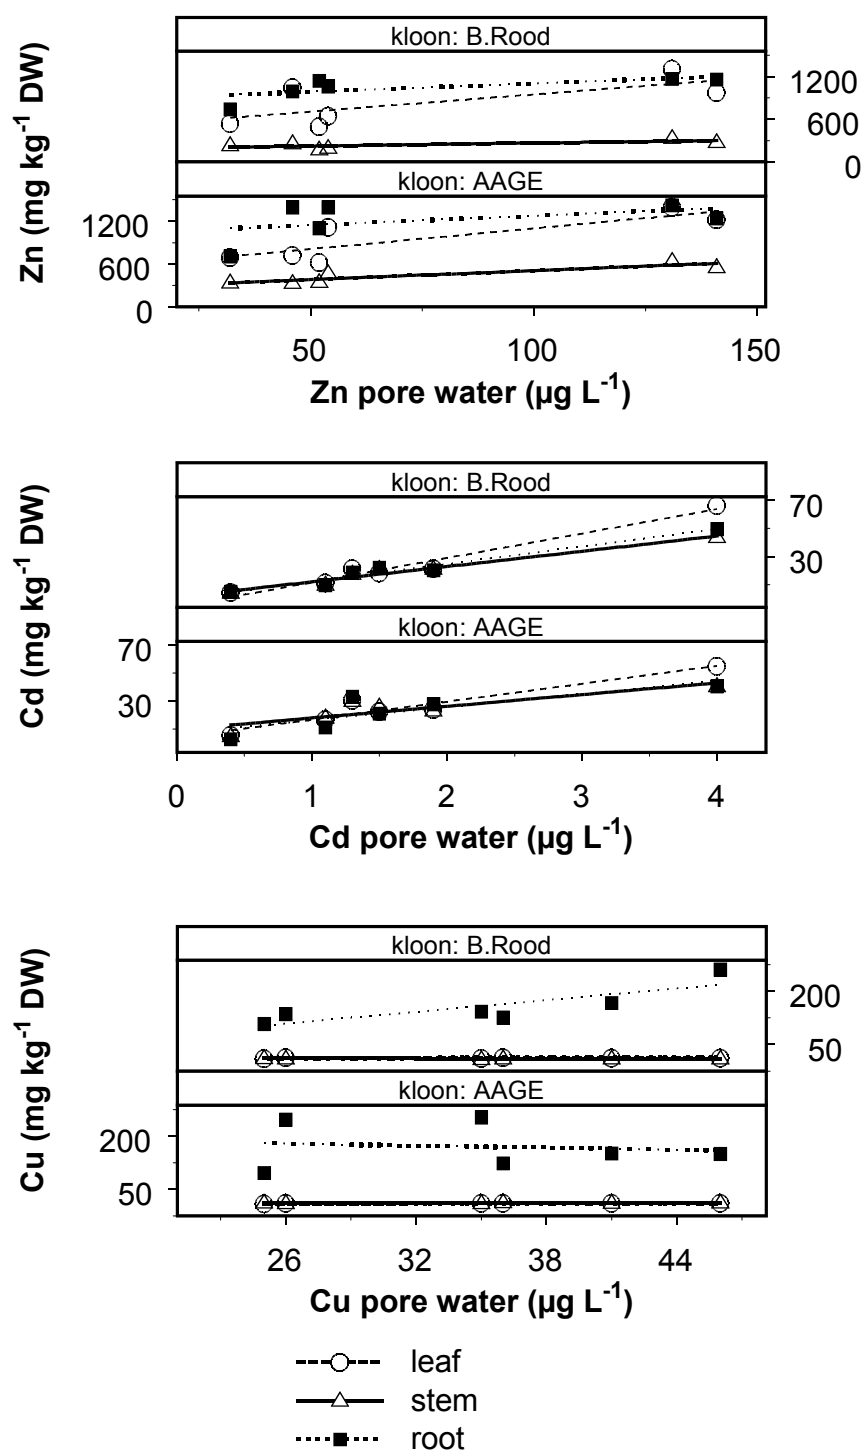 kloon: B.Rood
1200
600
0
kloon: AAGE
1200
600
0
Zn (mg kg⁻¹ DW)
50 100 150
Zn pore water (µg L⁻¹)
kloon: B.Rood
70
30
kloon: AAGE
70
30
Cd (mg kg⁻¹ DW)
0 1 2 3 4
Cd pore water (µg L⁻¹)
kloon: B.Rood
200
50
kloon: AAGE
200
50
Cu (mg kg⁻¹ DW)
26 32 38 44
Cu pore water (µg L⁻¹)
leaf
stem
root